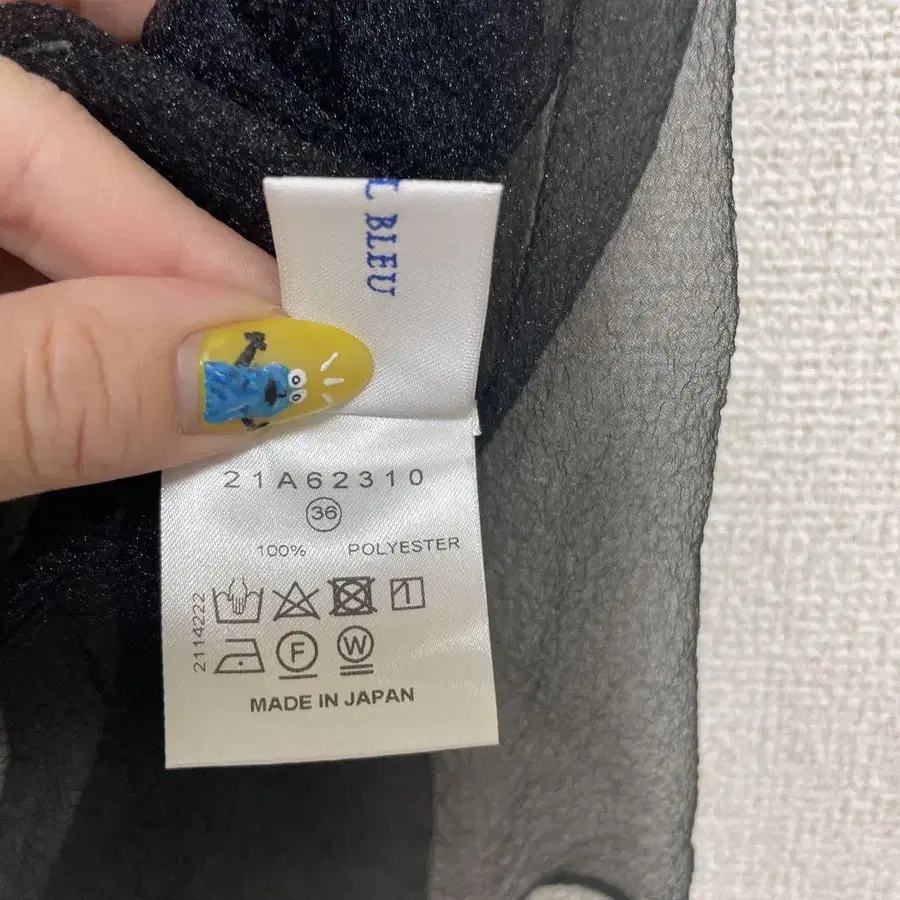 L BLEU
21A62310
36
100% POLYESTER
2114222
F
W
MADE IN JAPAN